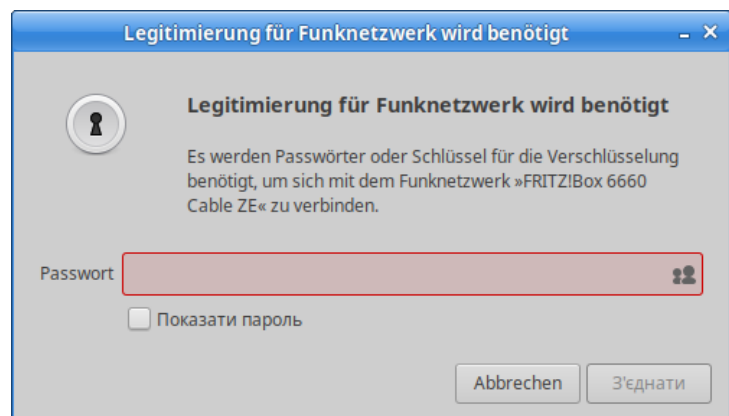 Legitimierung für Funknetzwerk wird benötigt
Legitimierung für Funknetzwerk wird benötigt
Es werden Passwörter oder Schlüssel für die Verschlüsselung
benötigt, um sich mit dem Funknetzwerk »FRITZ!Box 6660
Cable ZE« zu verbinden.
Passwort
Показати пароль
Abbrechen
З'єднати